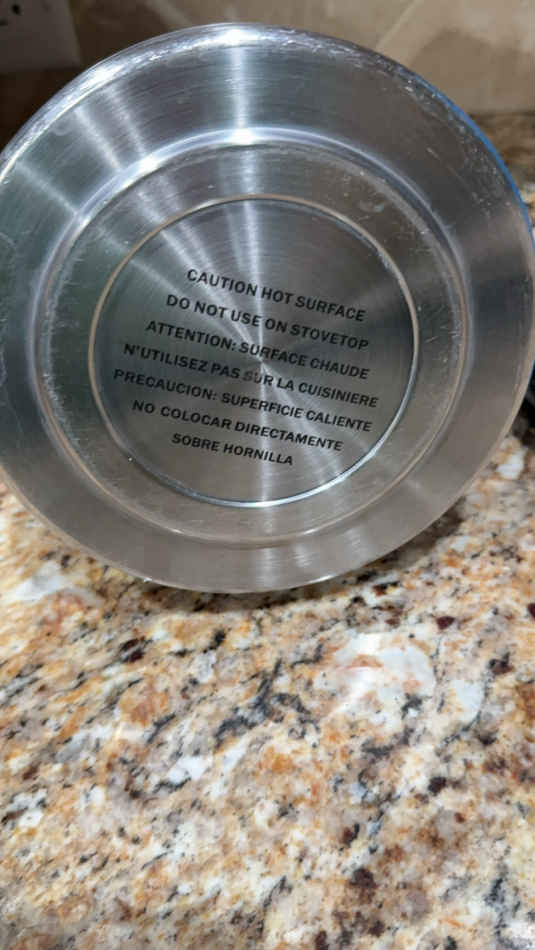 CAUTION HOT SURFACE
DO NOT USE ON STOVETOP
ATTENTION: SURFACE CHAUDE
N'UTILISEZ PAS SUR LA CUISINIERE
PRECAUCION: SUPERFICIE CALIENTE
NO COLOCAR DIRECTAMENTE
SOBRE HORNILLA